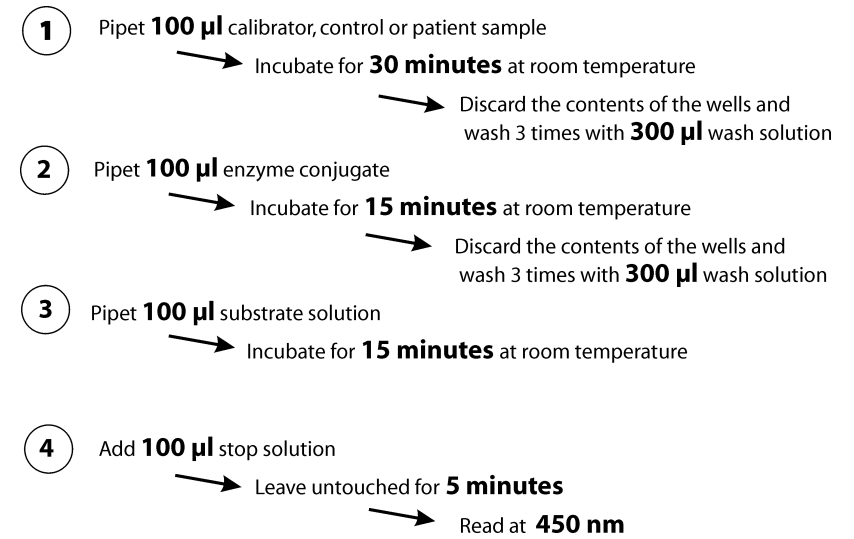 1
Pipet 100 µl calibrator, control or patient sample
Incubate for 30 minutes at room temperature
Discard the contents of the wells and
wash 3 times with 300 µl wash solution
2
Pipet 100 µl enzyme conjugate
Incubate for 15 minutes at room temperature
Discard the contents of the wells and
wash 3 times with 300 µl wash solution
3
Pipet 100 µl substrate solution
Incubate for 15 minutes at room temperature
4
Add 100 µl stop solution
Leave untouched for 5 minutes
Read at 450 nm